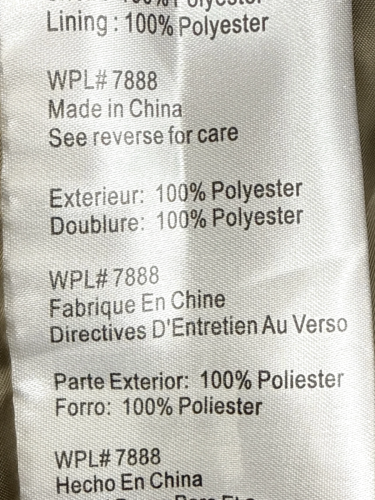 100% Polyester
Lining : 100% Polyester
WPL# 7888
Made in China
See reverse for care
Exterieur: 100% Polyester
Doublure: 100% Polyester
WPL# 7888
Fabrique En Chine
Directives D'Entretien Au Verso
Parte Exterior: 100% Poliester
Forro: 100% Poliester
WPL# 7888
Hecho En China